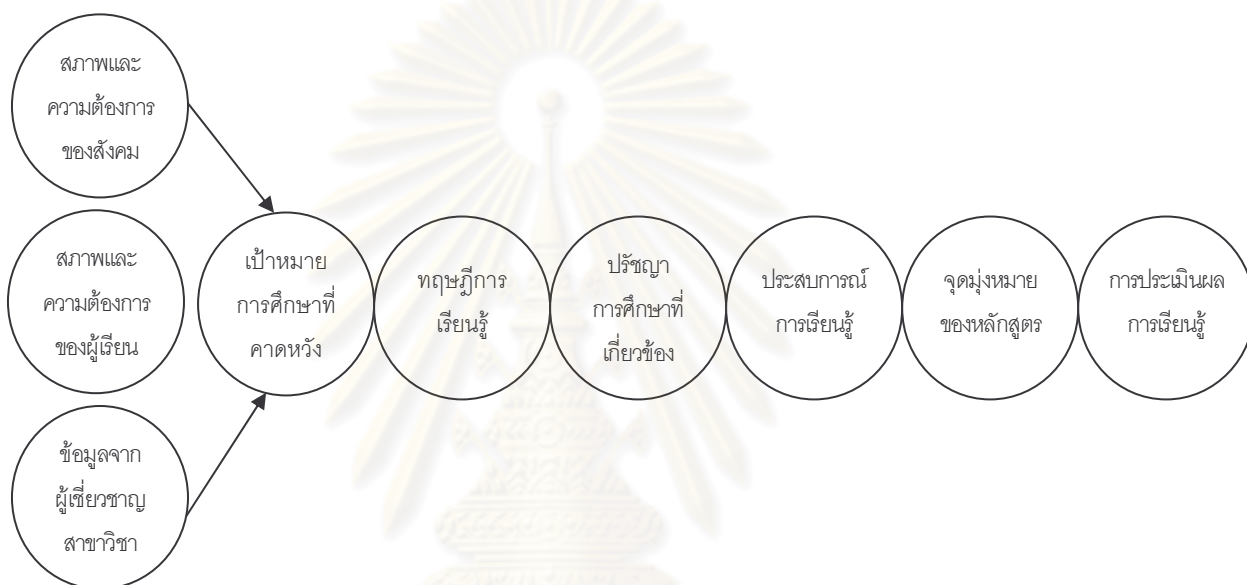 สภาพและ
ความต้องการ
ของสังคม
สภาพและ
ความต้องการ
ของผู้เรียน
ข้อมูลจาก
ผู้เชี่ยวชาญ
สาขาวิชา
เป้าหมาย
การศึกษาที่
คาดหวัง
ทฤษฎีการ
เรียนรู้
ปรัชญา
การศึกษาที่
เกี่ยวข้อง
ประสบการณ์
การเรียนรู้
จุดมุ่งหมาย
ของหลักสูตร
การประเมินผล
การเรียนรู้